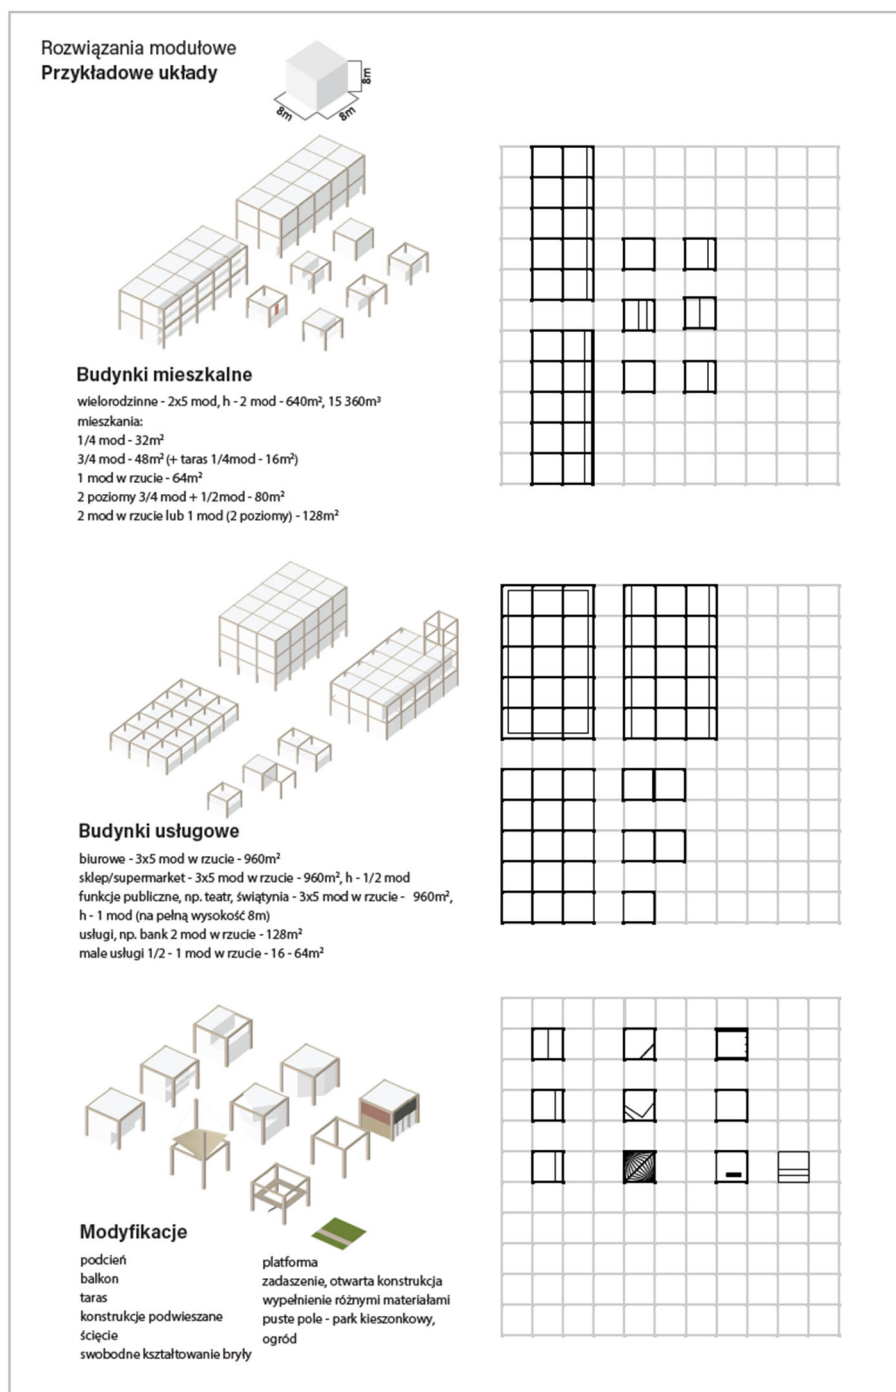 Rozwiązania modułowe
Przykładowe układy
8m
8m
8m
Budynki mieszkalne
wielorodzinne - 2x5 mod, h - 2 mod - 640m², 15 360m³
mieszkania:
1/4 mod - 32m²
3/4 mod - 48m² (+ taras 1/4mod - 16m²)
1 mod w rzucie - 64m²
2 poziomy 3/4 mod + 1/2mod - 80m²
2 mod w rzucie lub 1 mod (2 poziomy) - 128m²
Budynki usługowe
biurowe - 3x5 mod w rzucie - 960m²
sklep/supermarket - 3x5 mod w rzucie - 960m², h - 1/2 mod
funkcje publiczne, np. teatr, świątynia - 3x5 mod w rzucie - 960m²,
h - 1 mod (na pełną wysokość 8m)
usługi, np. bank 2 mod w rzucie - 128m²
male usługi 1/2 - 1 mod w rzucie - 16 - 64m²
Modyfikacje
podcień
balkon
taras
konstrukcje podwieszane
ścięcie
swobodne kształtowanie bryły
platforma
zadaszenie, otwarta konstrukcja
wypełnienie różnymi materiałami
puste pole - park kieszonkowy,
ogród